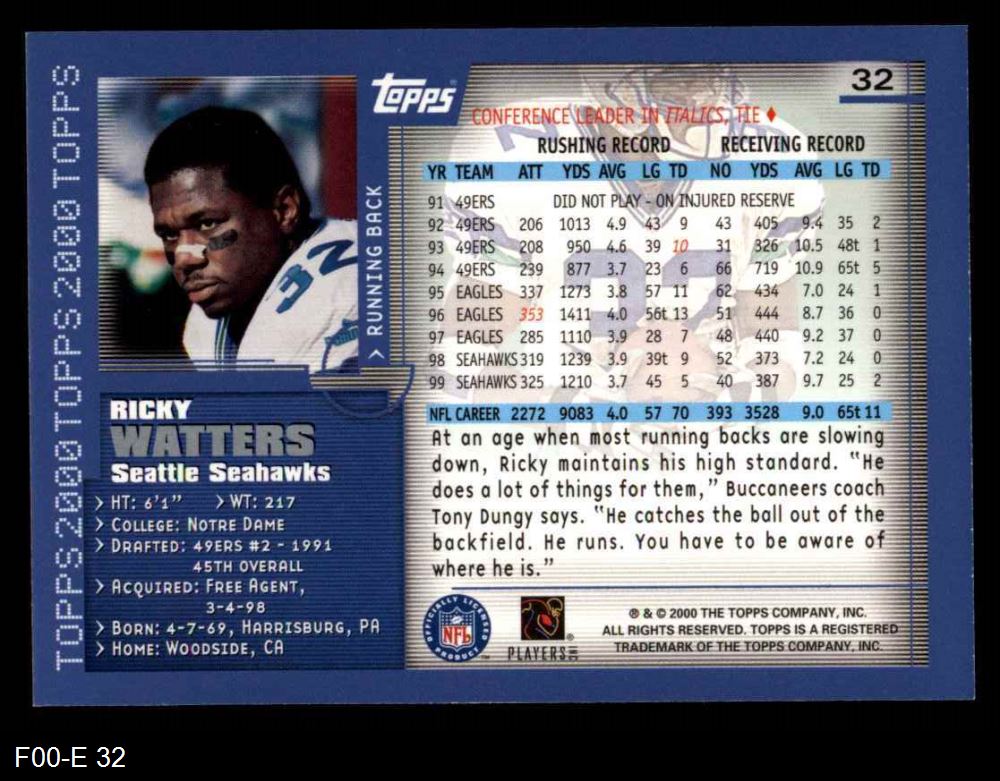 TOPPS 2000 TOPPS 2000 TOPPS 2000 TOPPS
32
PONIE
RUNNING BACK
RICKY
WATTERS
Seattle Seahawks
> HT: 6'1" > WT: 217
> COLLEGE: NOTRE DAME
> DRAFTED: 49ERS #2 - 1991
45TH OVERALL
> ACQUIRED: FREE AGENT,
3-4-98
> BORN: 4-7-69, HARRISBURG, PA
> HOME: WOODSIDE, CA
Topps
32
CONFERENCE LEADER IN ITALICS, TIE ♦
RUSHING RECORD RECEIVING RECORD
YR TEAM ATT YDS AVG LG TD NO YDS AVG LG TD
91 49ERS DID NOT PLAY - ON INJURED RESERVE
92 49ERS 206 1013 4.9 43 9 43 405 9.4 35 2
93 49ERS 208 950 4.6 39 10 31 326 10.5 48t 1
94 49ERS 239 877 3.7 23 6 66 719 10.9 65t 5
95 EAGLES 337 1273 3.8 57 11 62 434 7.0 24 1
96 EAGLES 353 1411 4.0 56t 13 51 444 8.7 36 0
97 EAGLES 285 1110 3.9 28 7 48 440 9.2 37 0
98 SEAHAWKS 319 1239 3.9 39t 9 52 373 7.2 24 0
99 SEAHAWKS 325 1210 3.7 45 5 40 387 9.7 25 2
NFL CAREER 2272 9083 4.0 57 70 393 3528 9.0 65t 11
At an age when most running backs are slowing
down, Ricky maintains his high standard. "He
does a lot of things for them," Buccaneers coach
Tony Dungy says. "He catches the ball out of the
backfield. He runs. You have to be aware of
where he is."
OFFICIALLY LICENSED PRODUCT
NFL
PLAYERS INC
® & © 2000 THE TOPPS COMPANY, INC.
ALL RIGHTS RESERVED. TOPPS IS A REGISTERED
TRADEMARK OF THE TOPPS COMPANY, INC.
F00-E 32